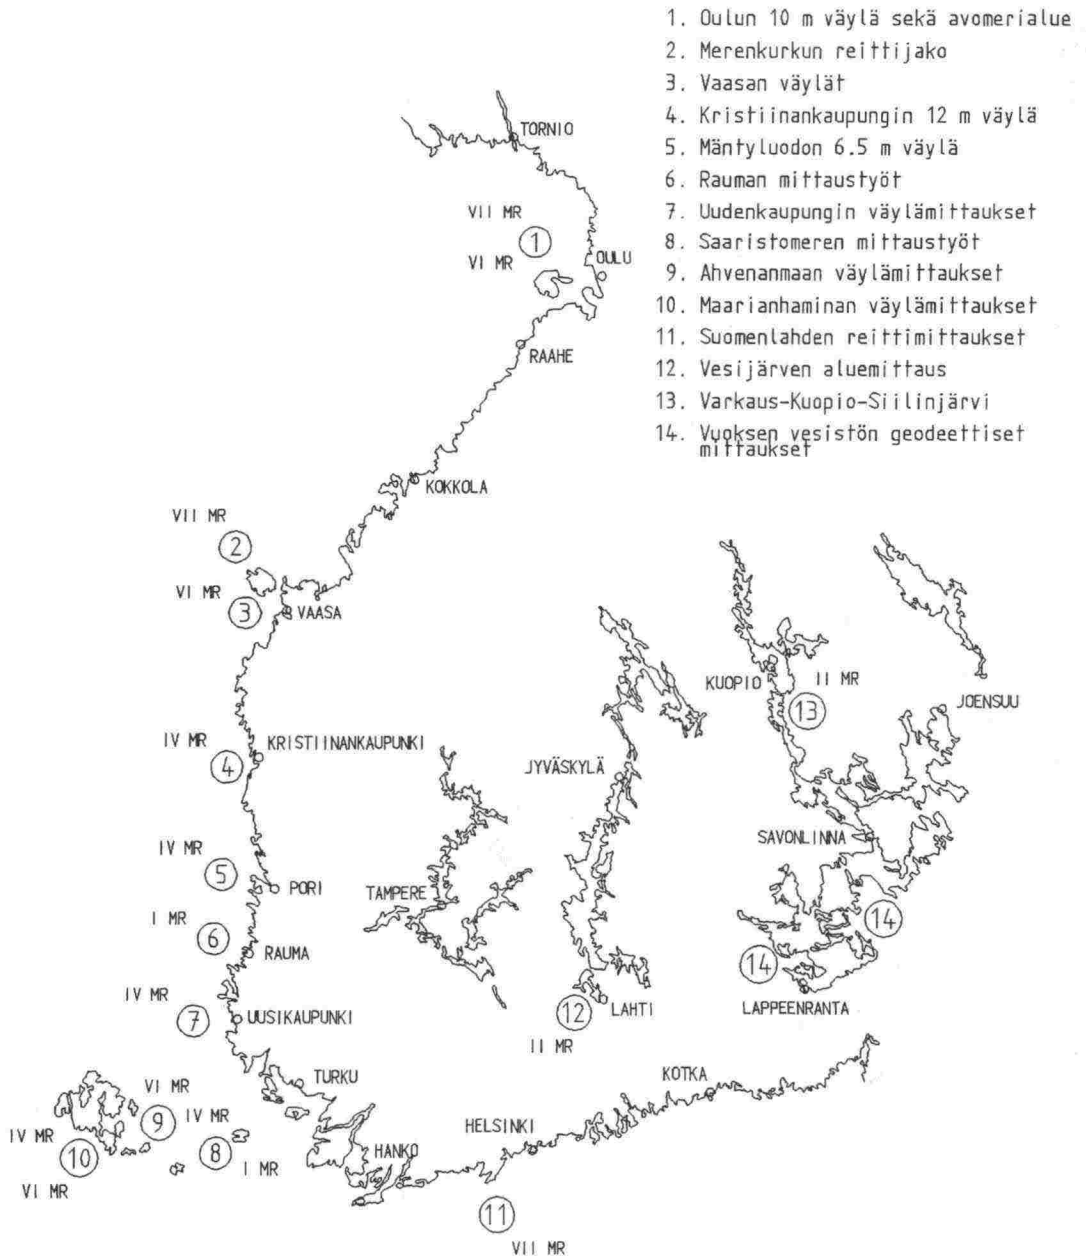 1. Oulun 10 m väylä sekä avomerialue
2. Merenkurkun reittijako
3. Vaasan väylät
4. Kristiinankaupungin 12 m väylä
5. Mäntyluodon 6.5 m väylä
6. Rauman mittaustyöt
7. Uudenkaupungin väylämittaukset
8. Saaristomeren mittaustyöt
9. Ahvenanmaan väylämittaukset
10. Maarianhaminan väylämittaukset
11. Suomenlahden reittimittaukset
12. Vesijärven aluemittaus
13. Varkaus-Kuopio-Siilinjärvi
14. Vuoksen vesistön geodeettiset
mittaukset
TORNIO
VII MR
1
VI MR
OULU
RAAHE
KOKKOLA
VII MR
2
VI MR
3
VAASA
KUOPIO
II MR
13
JOENSUU
IV MR
4
KRISTIINANKAUPUNKI
JYVÄSKYLÄ
SAVONLINNA
IV MR
5
PORI
TAMPERE
14
I MR
6
RAUMA
14
LAPPEENRANTA
IV MR
7
UUSIKAUPUNKI
12
LAHTI
II MR
TURKU
KOTKA
VI MR
9
IV MR
HELSINKI
IV MR
10
8
I MR
HANKO
VI MR
11
VII MR